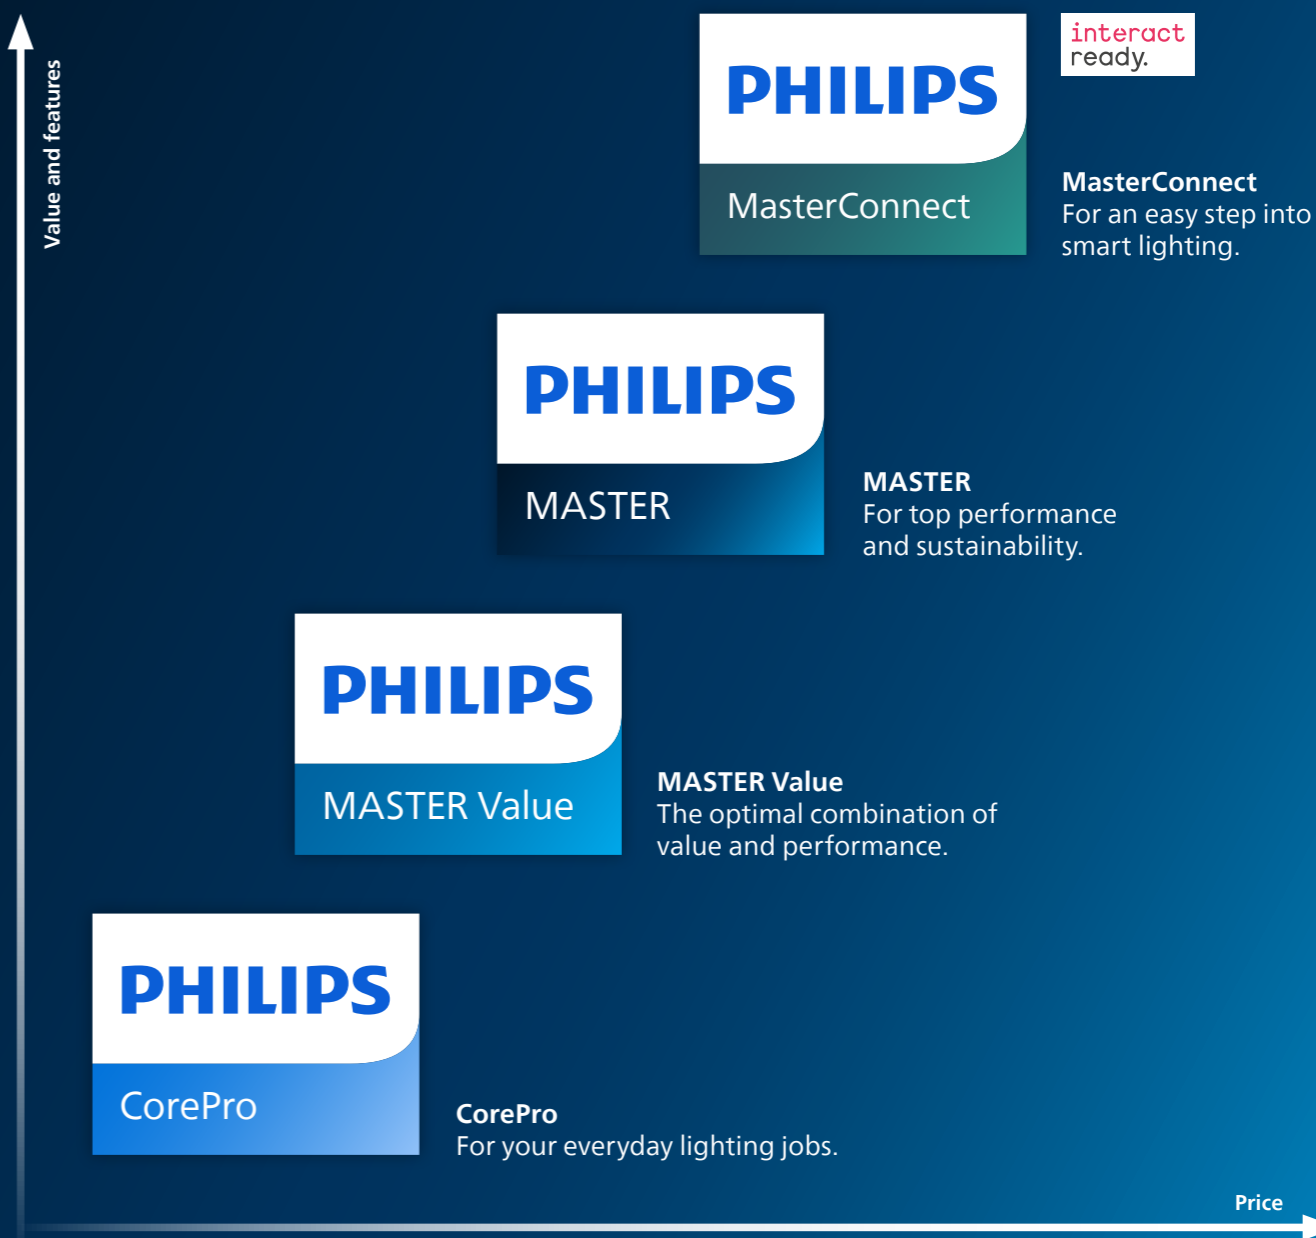 Value and features
PHILIPS
MasterConnect
interact
ready.
MasterConnect
For an easy step into
smart lighting.
PHILIPS
MASTER
MASTER
For top performance
and sustainability.
PHILIPS
MASTER Value
MASTER Value
The optimal combination of
value and performance.
PHILIPS
CorePro
CorePro
For your everyday lighting jobs.
Price